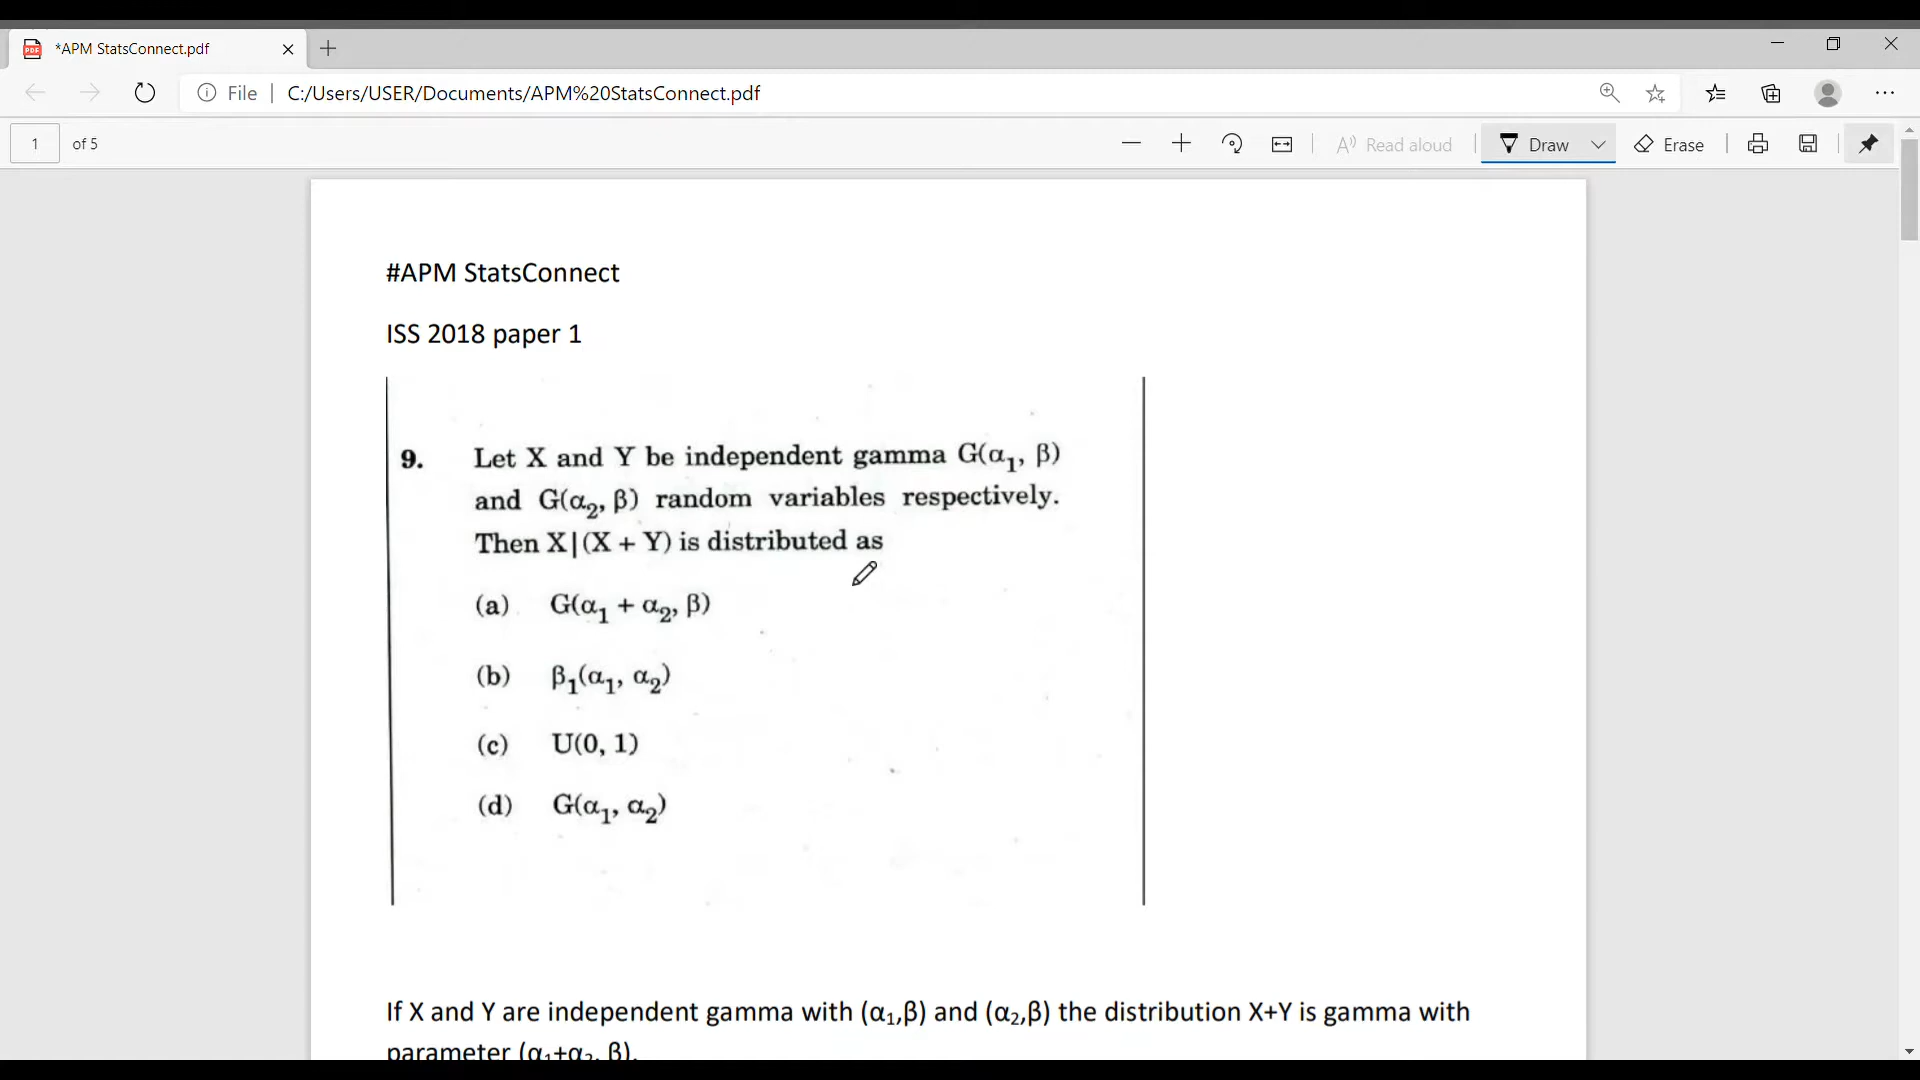 *APM StatsConnect.pdf
File | C:/Users/USER/Documents/APM%20StatsConnect.pdf
1 of 5 Read aloud Draw Erase
#APM StatsConnect
ISS 2018 paper 1
9. Let X and Y be independent gamma G(α₁, β)
and G(α₂, β) random variables respectively.
Then X|(X + Y) is distributed as
(a) G(α₁ + α₂, β)
(b) β₁(α₁, α₂)
(c) U(0, 1)
(d) G(α₁, α₂)
If X and Y are independent gamma with (α₁,β) and (α₂,β) the distribution X+Y is gamma with
parameter (α₁+α₂, β).